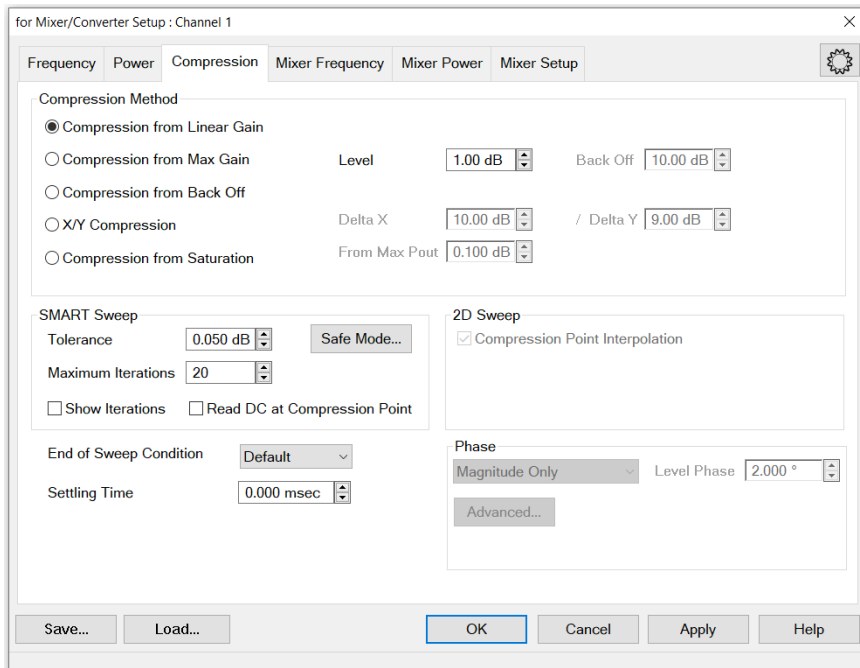 for Mixer/Converter Setup : Channel 1
Frequency Power Compression Mixer Frequency Mixer Power Mixer Setup
Compression Method
Compression from Linear Gain
Compression from Max Gain Level 1.00 dB Back Off 10.00 dB
Compression from Back Off
X/Y Compression Delta X 10.00 dB / Delta Y 9.00 dB
Compression from Saturation From Max Pout 0.100 dB
SMART Sweep
Tolerance 0.050 dB Safe Mode...
Maximum Iterations 20
Show Iterations Read DC at Compression Point
2D Sweep
Compression Point Interpolation
End of Sweep Condition Default
Settling Time 0.000 msec
Phase
Magnitude Only Level Phase 2.000 °
Advanced...
Save... Load... OK Cancel Apply Help